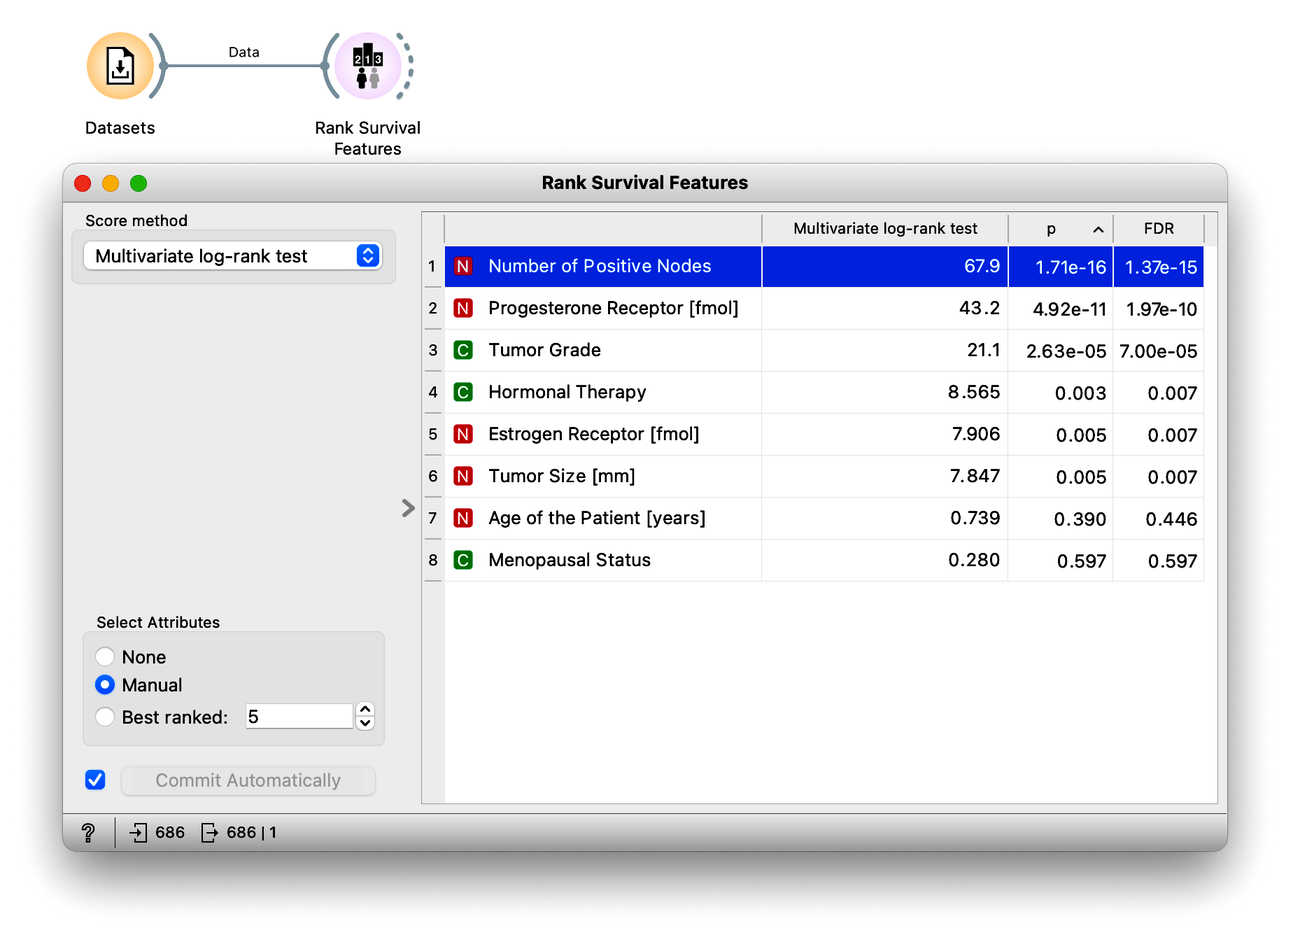 Data
2 1 3
Datasets
Rank Survival
Features
Rank Survival Features
Score method
Multivariate log-rank test
Multivariate log-rank test p FDR
1 N Number of Positive Nodes 67.9 1.71e-16 1.37e-15
2 N Progesterone Receptor [fmol] 43.2 4.92e-11 1.97e-10
3 C Tumor Grade 21.1 2.63e-05 7.00e-05
4 C Hormonal Therapy 8.565 0.003 0.007
5 N Estrogen Receptor [fmol] 7.906 0.005 0.007
6 N Tumor Size [mm] 7.847 0.005 0.007
7 N Age of the Patient [years] 0.739 0.390 0.446
8 C Menopausal Status 0.280 0.597 0.597
Select Attributes
None
Manual
Best ranked: 5
Commit Automatically
? 686 686 | 1